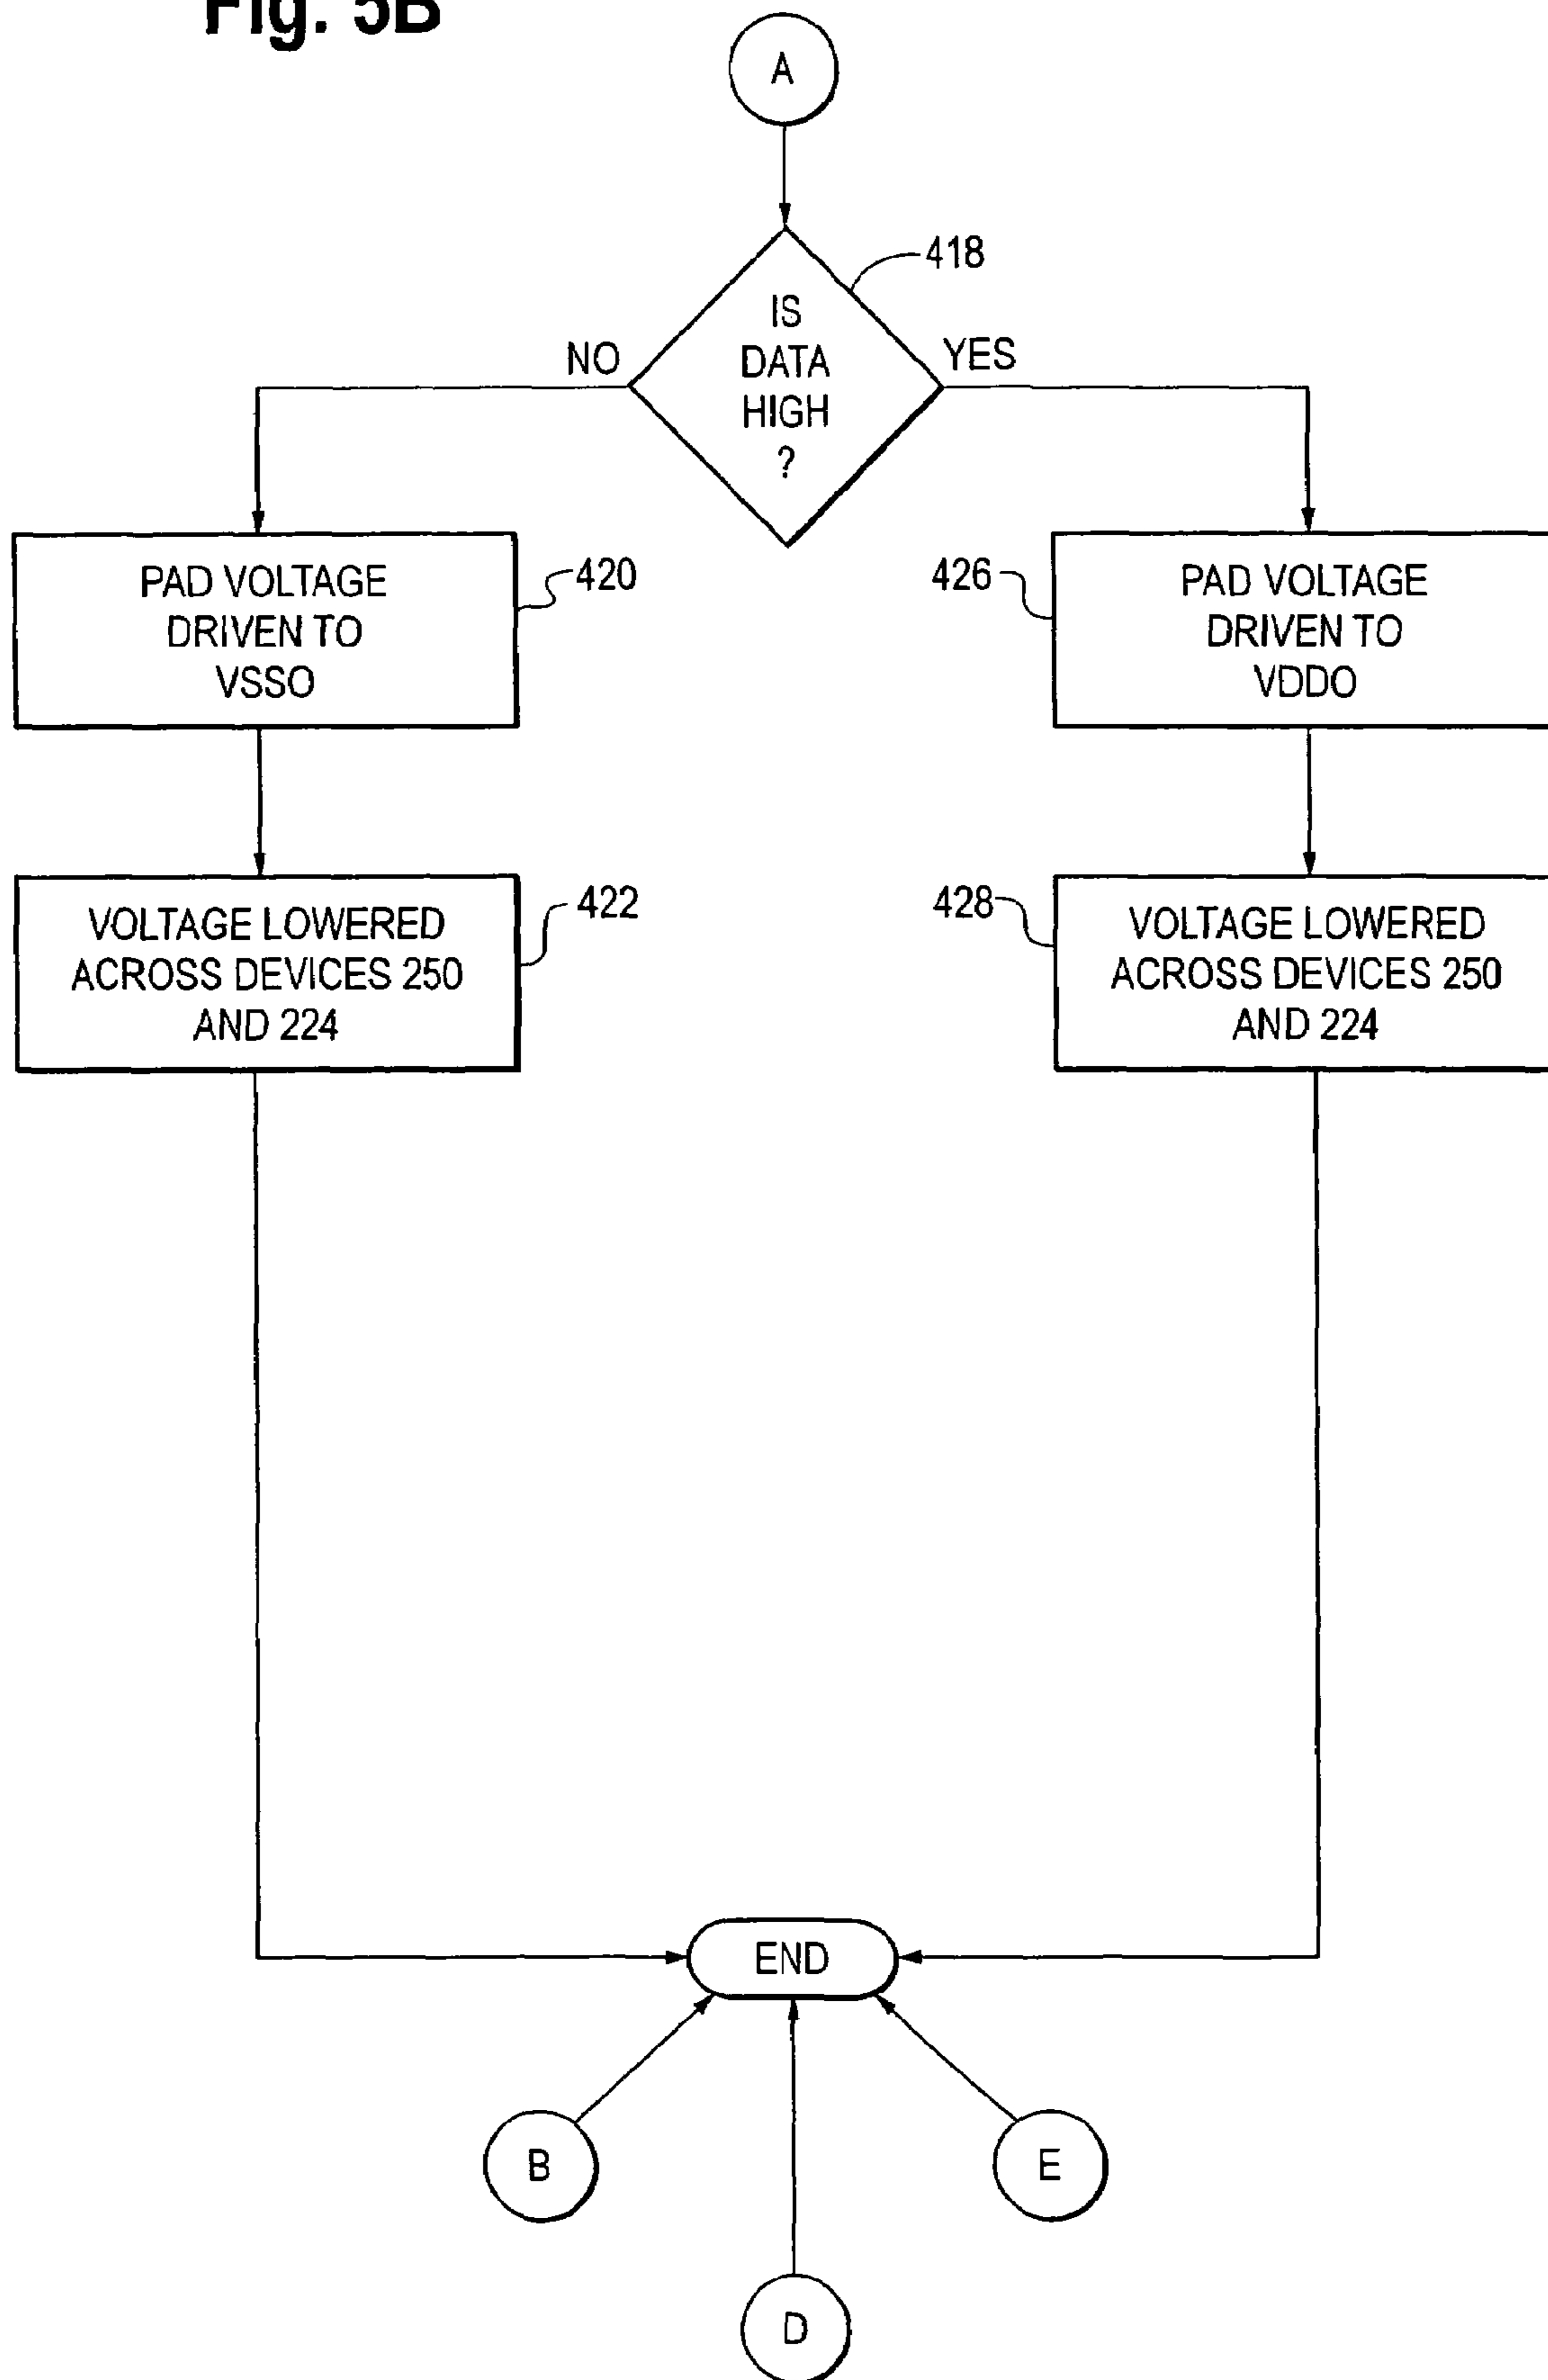 Fig. 5B
A
418
IS
DATA
HIGH
?
NO
YES
PAD VOLTAGE
DRIVEN TO
VSSO
420
426
PAD VOLTAGE
DRIVEN TO
VDDO
VOLTAGE LOWERED
ACROSS DEVICES 250
AND 224
422
428
VOLTAGE LOWERED
ACROSS DEVICES 250
AND 224
END
B
E
D